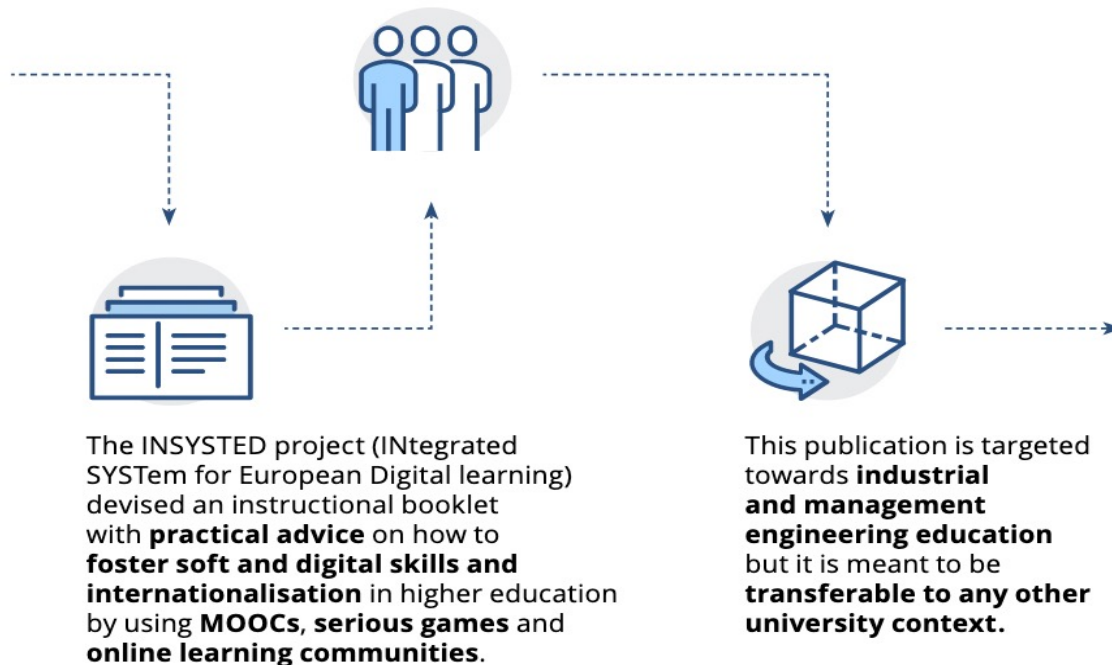 The INSYSTED project (INtegrated
SYSTem for European Digital learning)
devised an instructional booklet
with practical advice on how to
foster soft and digital skills and
internationalisation in higher education
by using MOOCs, serious games and
online learning communities.
This publication is targeted
towards industrial
and management
engineering education
but it is meant to be
transferable to any other
university context.